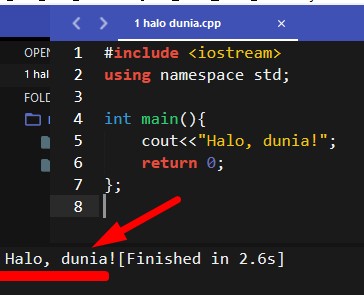 1 halo dunia.cpp ×
OPEN
1 hal
FOLD
1 #include <iostream>
2 using namespace std;
3
4 int main(){
5 cout<<"Halo, dunia!";
6 return 0;
7 };
8
Halo, dunia![Finished in 2.6s]